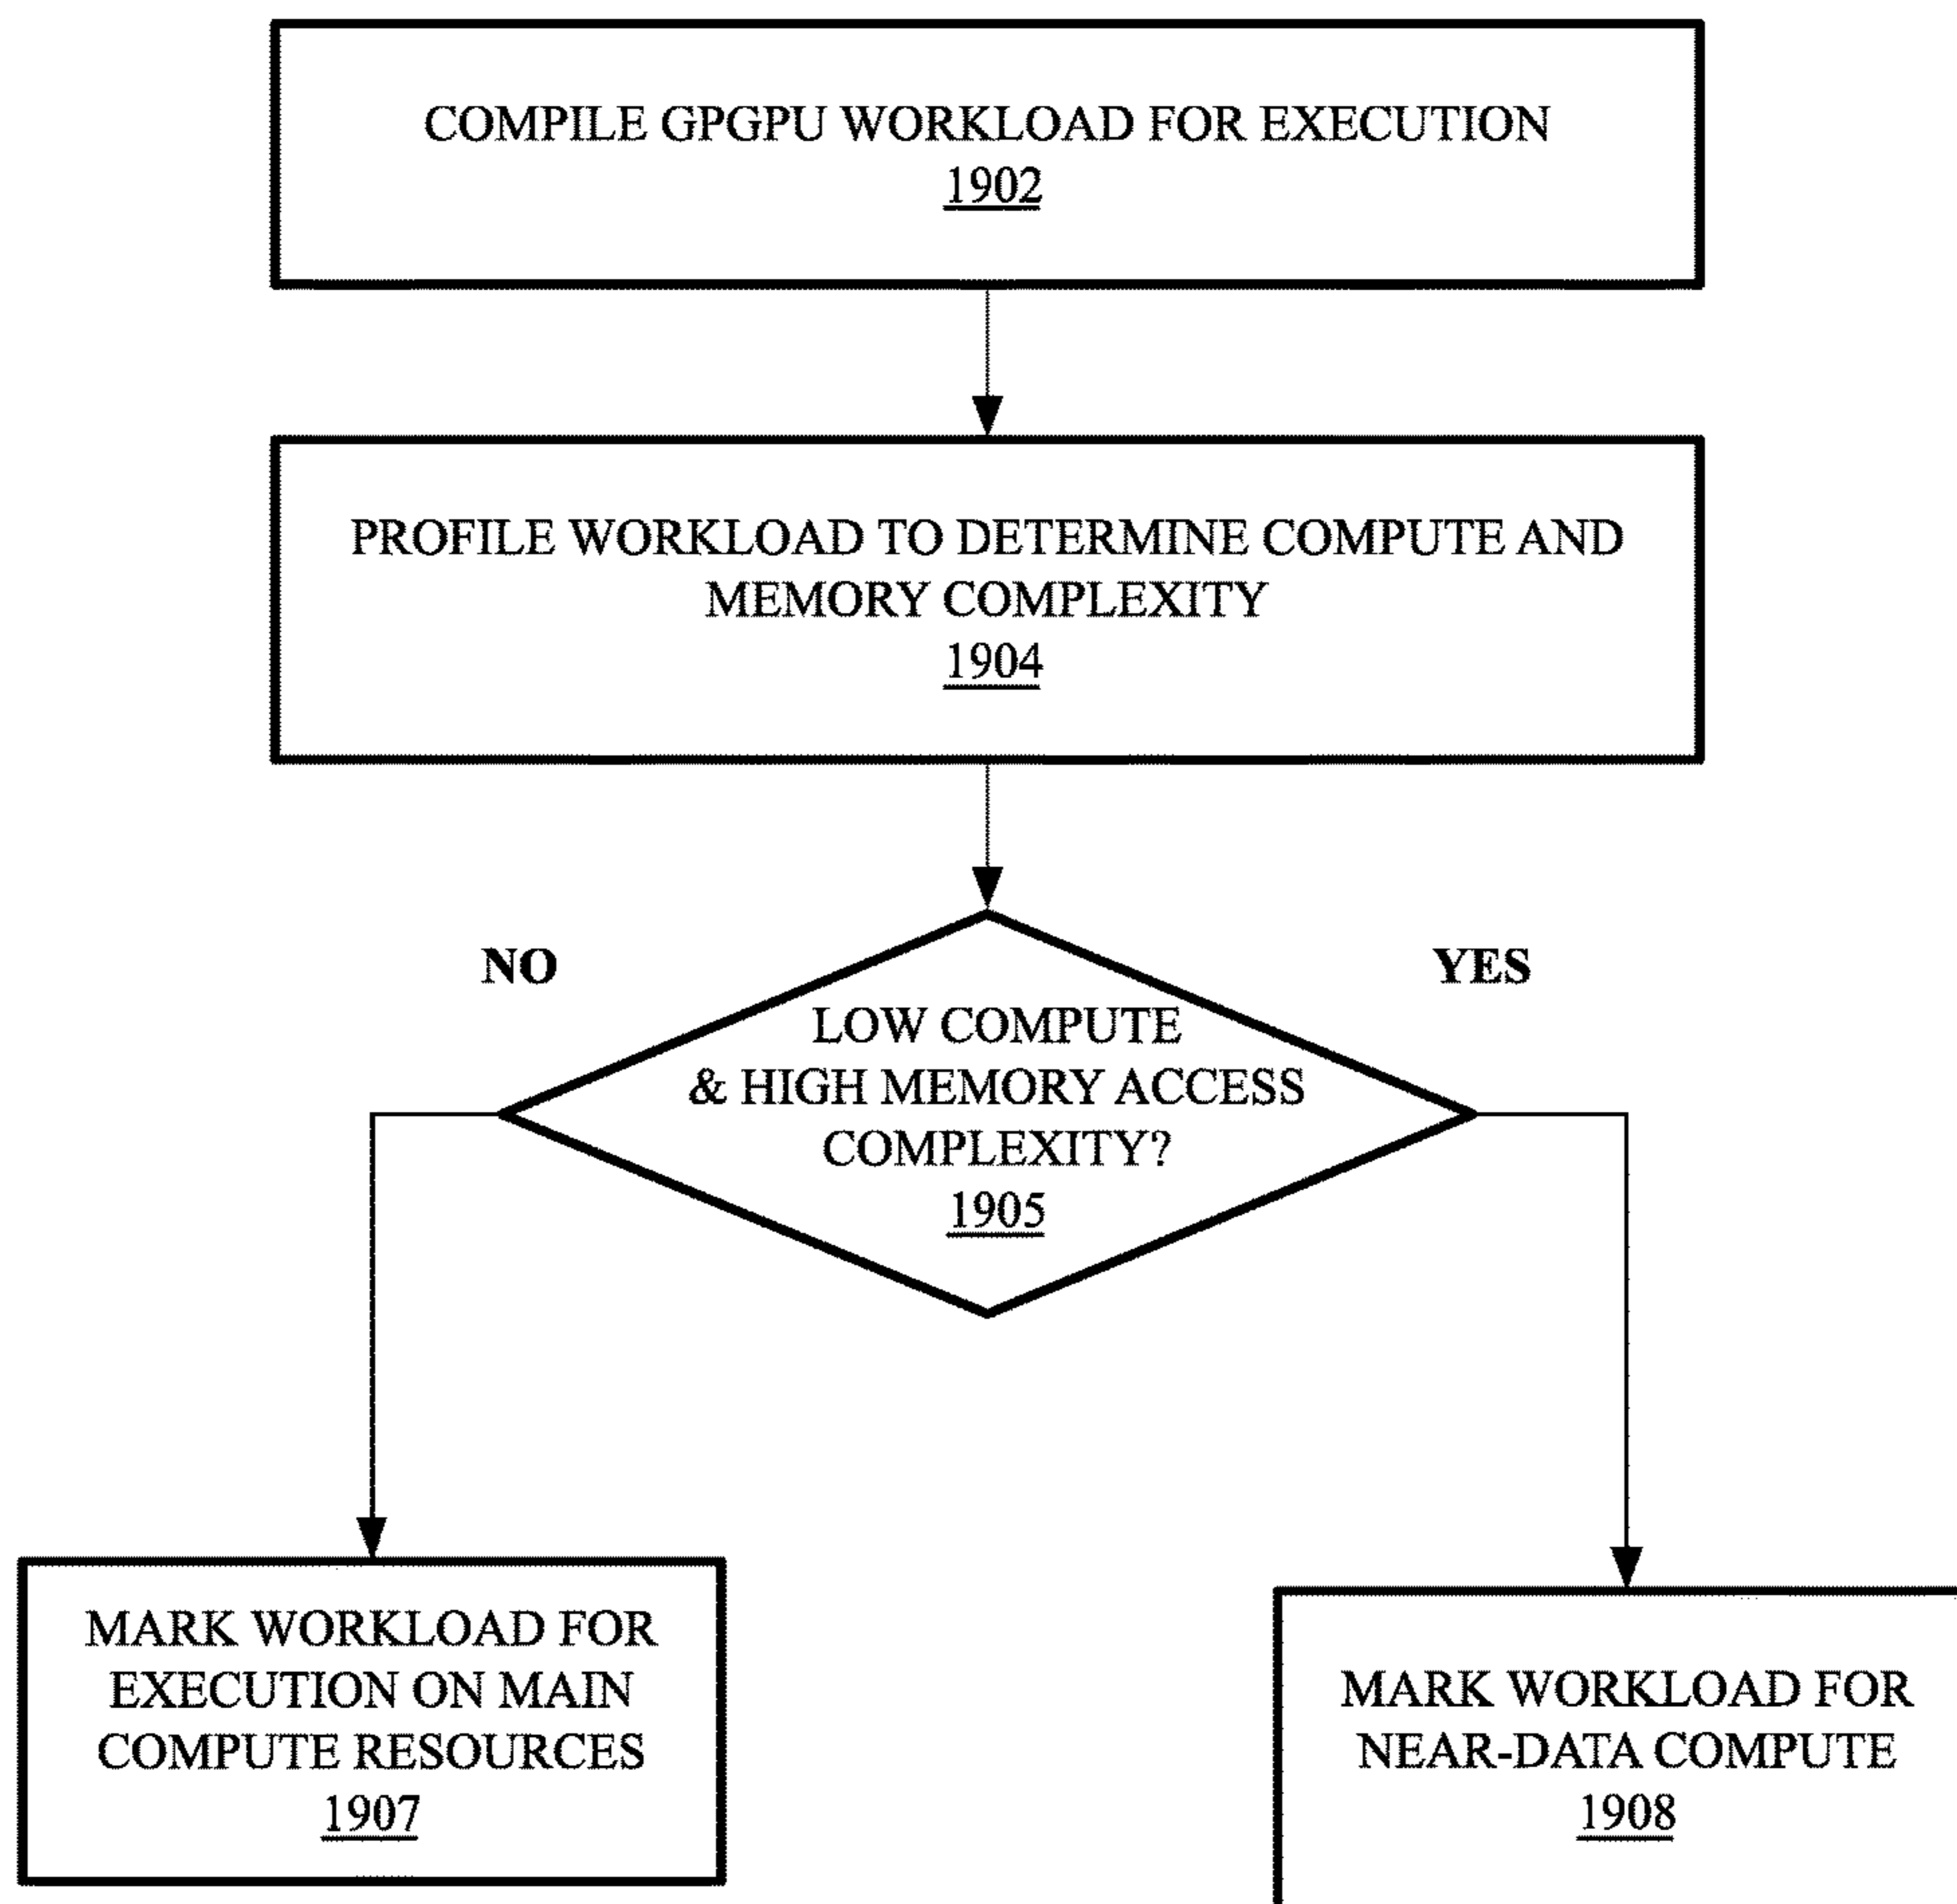 COMPILE GPGPU WORKLOAD FOR EXECUTION
1902
PROFILE WORKLOAD TO DETERMINE COMPUTE AND
MEMORY COMPLEXITY
1904
NO
YES
LOW COMPUTE
& HIGH MEMORY ACCESS
COMPLEXITY?
1905
MARK WORKLOAD FOR
EXECUTION ON MAIN
COMPUTE RESOURCES
1907
MARK WORKLOAD FOR
NEAR-DATA COMPUTE
1908